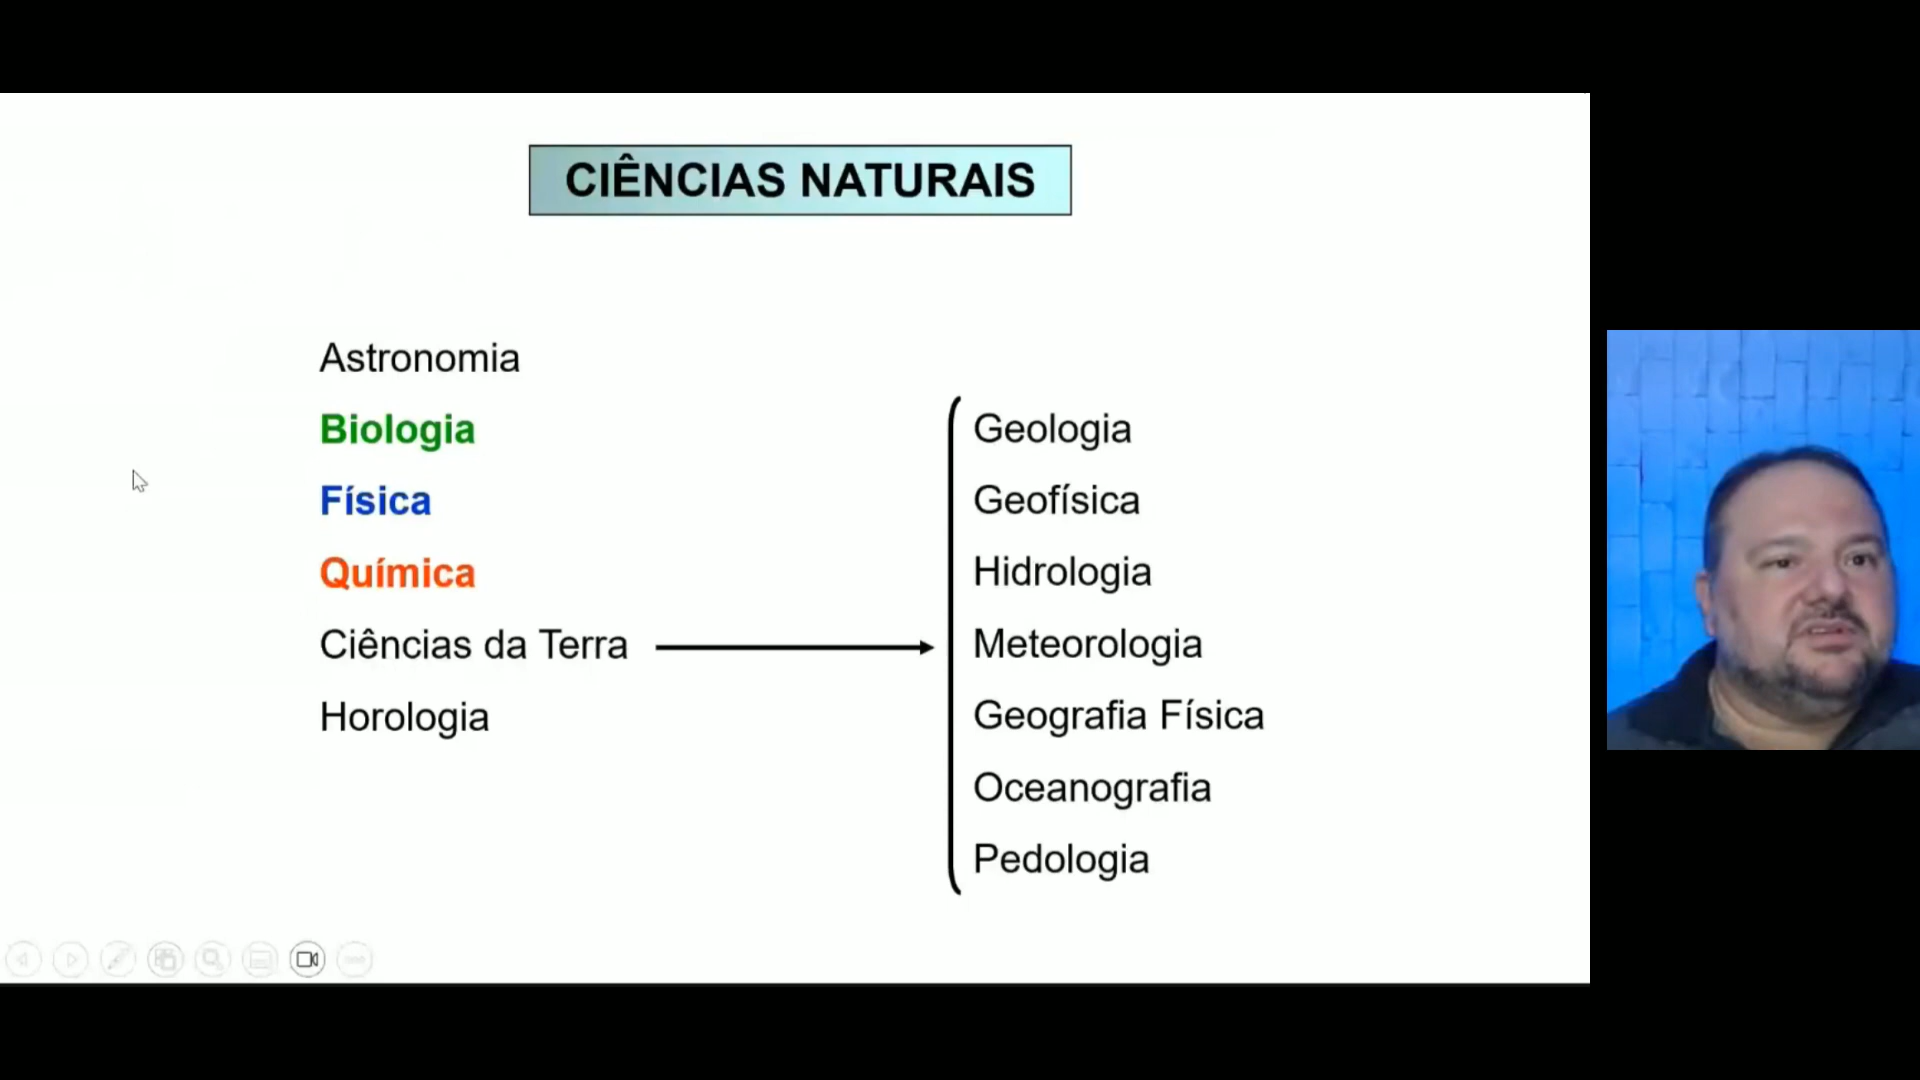 CIÊNCIAS NATURAIS
Astronomia
Biologia
Física
Química
Ciências da Terra
Horologia
Geologia
Geofísica
Hidrologia
Meteorologia
Geografia Física
Oceanografia
Pedologia